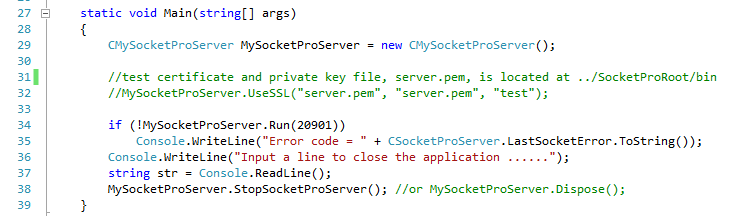 27 static void Main(string[] args)
28 {
29 CMySocketProServer MySocketProServer = new CMySocketProServer();
30
31 //test certificate and private key file, server.pem, is located at ../SocketProRoot/bin
32 //MySocketProServer.UseSSL("server.pem", "server.pem", "test");
33
34 if (!MySocketProServer.Run(20901))
35 Console.WriteLine("Error code = " + CSocketProServer.LastSocketError.ToString());
36 Console.WriteLine("Input a line to close the application ......");
37 string str = Console.ReadLine();
38 MySocketProServer.StopSocketProServer(); //or MySocketProServer.Dispose();
39 }